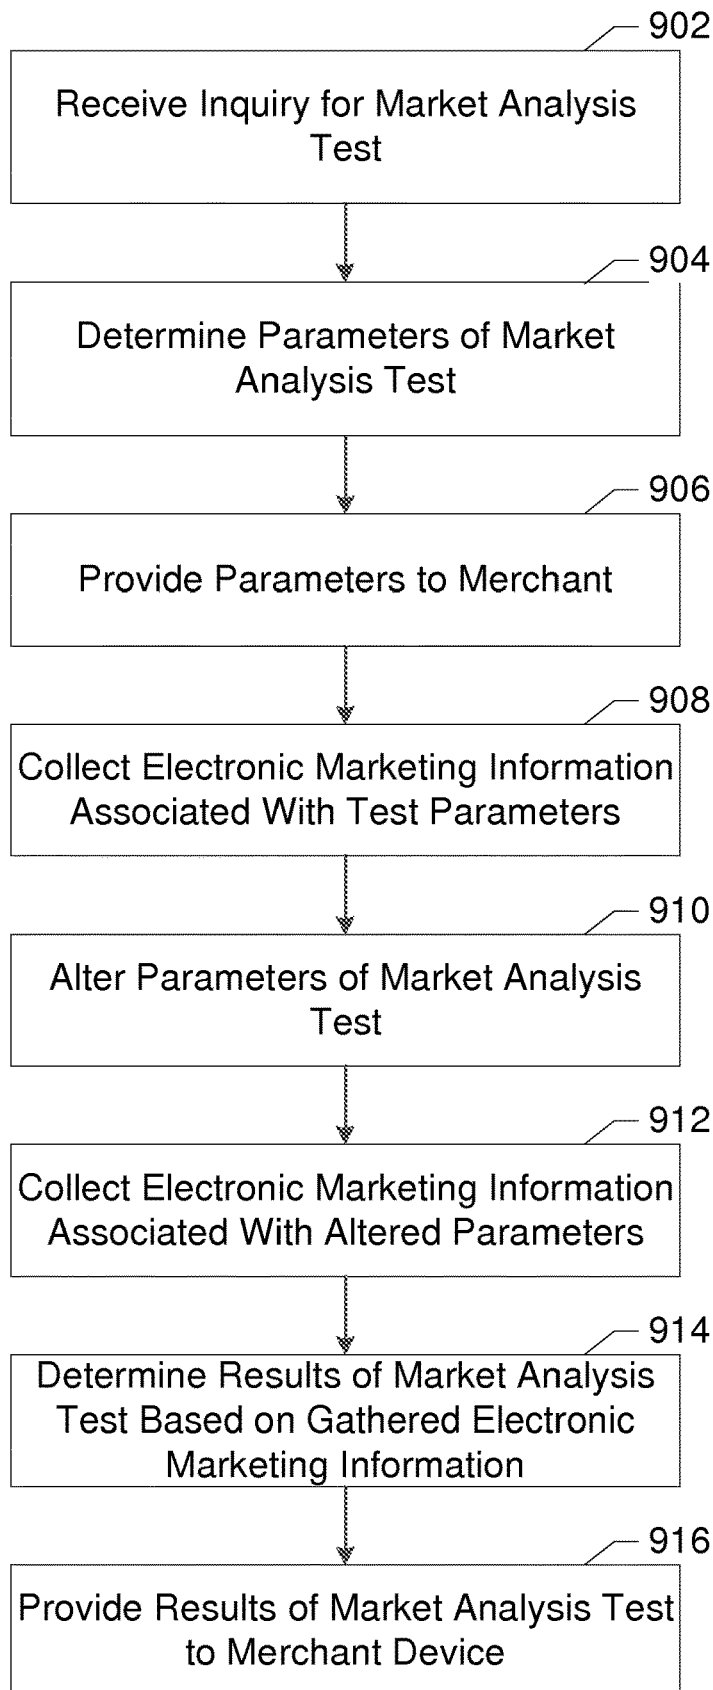 902
Receive Inquiry for Market Analysis
Test
904
Determine Parameters of Market
Analysis Test
906
Provide Parameters to Merchant
908
Collect Electronic Marketing Information
Associated With Test Parameters
910
Alter Parameters of Market Analysis
Test
912
Collect Electronic Marketing Information
Associated With Altered Parameters
914
Determine Results of Market Analysis
Test Based on Gathered Electronic
Marketing Information
916
Provide Results of Market Analysis Test
to Merchant Device